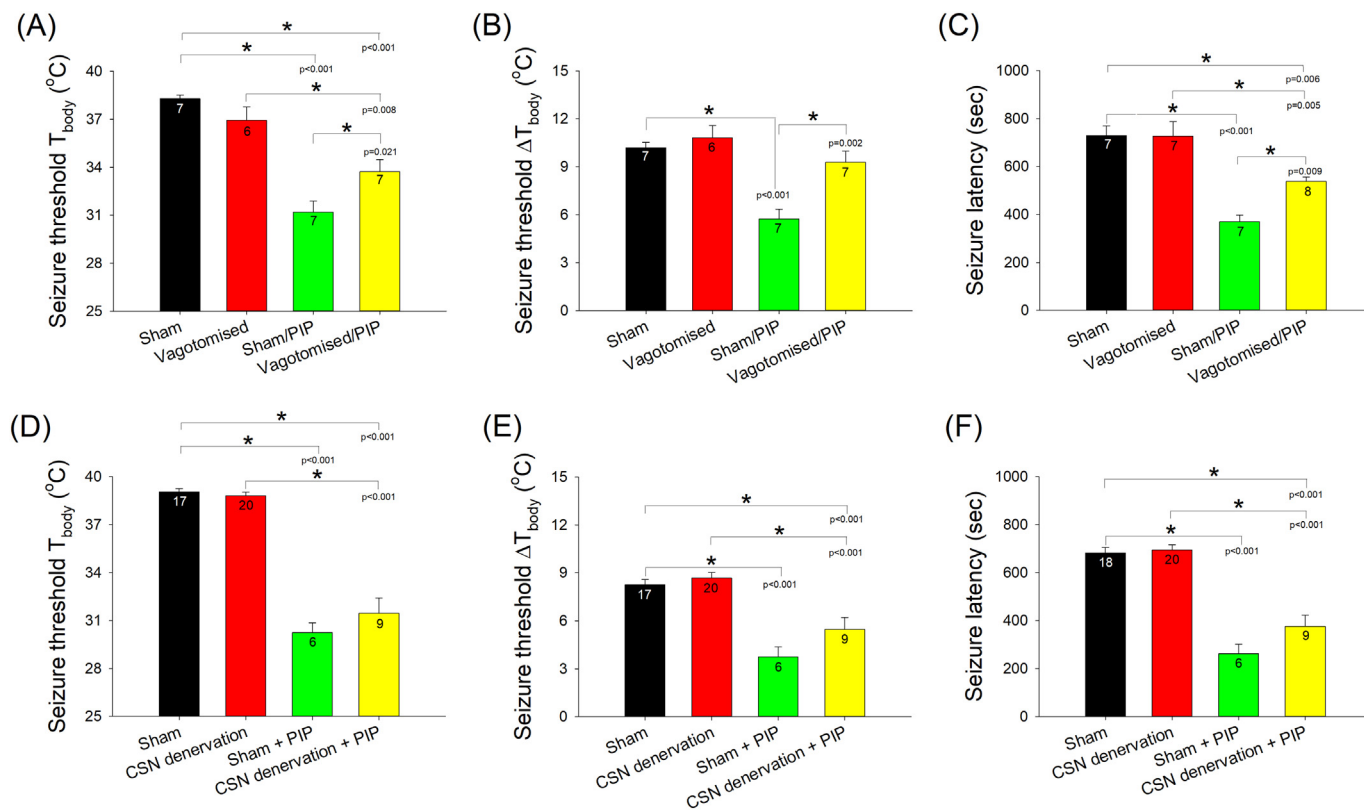 (A)
Seizure threshold T_body (°C)
40
37
34
31
28
25
*
p<0.001
*
p<0.001
*
p=0.008
*
p=0.021
7
6
7
7
Sham
Vagotomised
Sham/PIP
Vagotomised/PIP
(B)
Seizure threshold ΔT_body (°C)
15
12
9
6
3
0
*
p<0.001
*
p=0.002
7
6
7
7
Sham
Vagotomised
Sham/PIP
Vagotomised/PIP
(C)
Seizure latency (sec)
1000
800
600
400
200
0
*
p=0.006
*
p=0.005
*
p<0.001
*
p=0.009
7
7
7
8
Sham
Vagotomised
Sham/PIP
Vagotomised/PIP
(D)
Seizure threshold T_body (°C)
40
37
34
31
28
25
*
p<0.001
*
p<0.001
*
p<0.001
17
20
6
9
Sham
CSN denervation
Sham + PIP
CSN denervation + PIP
(E)
Seizure threshold ΔT_body (°C)
15
12
9
6
3
0
*
p<0.001
*
p<0.001
*
p<0.001
17
20
6
9
Sham
CSN denervation
Sham + PIP
CSN denervation + PIP
(F)
Seizure latency (sec)
1000
800
600
400
200
0
*
p<0.001
*
p<0.001
*
p<0.001
18
20
6
9
Sham
CSN denervation
Sham + PIP
CSN denervation + PIP